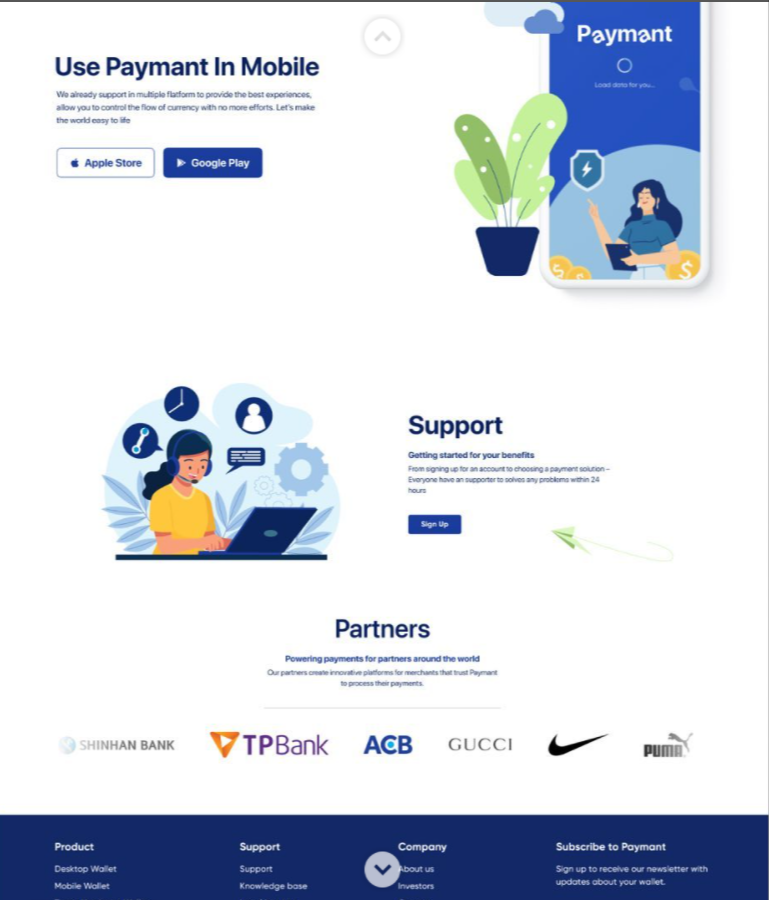 Paymant
Load data for you...
Use Paymant In Mobile
We already support in multiple flatform to provide the best experiences,
allow you to control the flow of currency with no more efforts. Let's make
the world easy to life
Apple Store
Google Play
$
$
Support
Getting started for your benefits
From signing up for an account to choosing a payment solution –
Everyone have an supporter to solves any problems within 24
hours
Sign Up
Partners
Powering payments for partners around the world
Our partners create innovative platforms for merchants that trust Paymant
to process their payments.
SHINHAN BANK
TPBank
ACB
GUCCI
PUMA
Product
Desktop Wallet
Mobile Wallet
Support
Support
Knowledge base
Company
About us
Investors
Subscribe to Paymant
Sign up to receive our newsletter with
updates about your wallet.